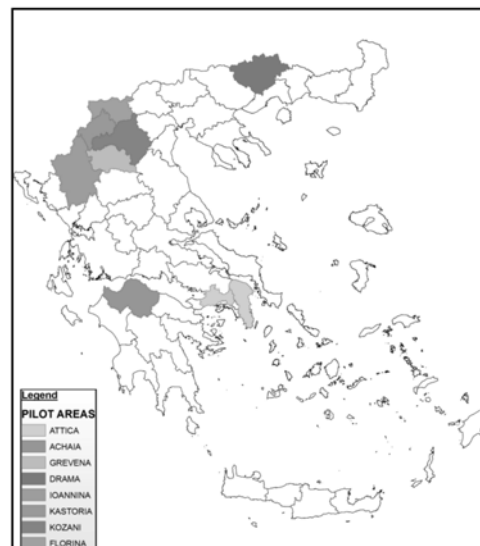 Legend
PILOT AREAS
ATTICA
ACHAIA
GREVENA
DRAMA
IOANNINA
KASTORIA
KOZANI
FLORINA